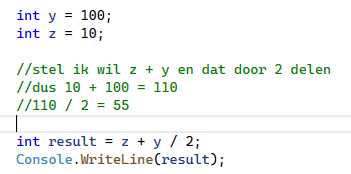 int y = 100;
int z = 10;
//stel ik wil z + y en dat door 2 delen
//dus 10 + 100 = 110
//110 / 2 = 55
int result = z + y / 2;
Console.WriteLine(result);